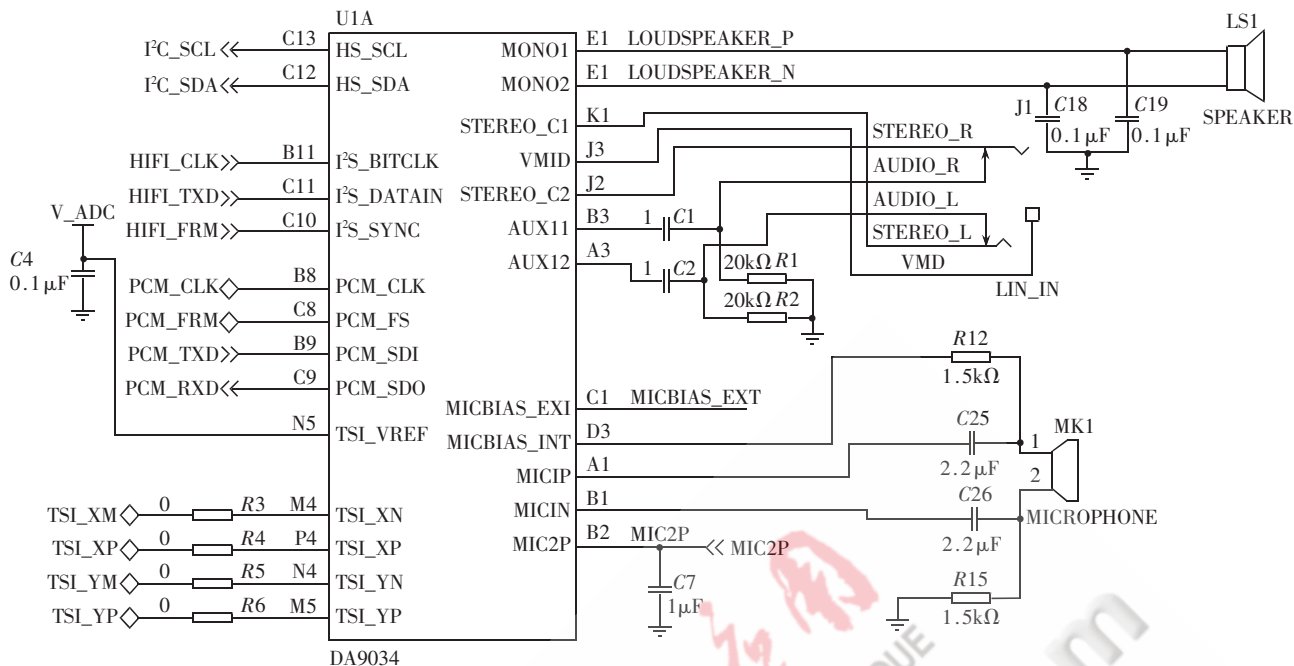 U1A
LS1
I²C_SCL
C13
HS_SCL
MONO1
E1
LOUDSPEAKER_P
I²C_SDA
C12
HS_SDA
MONO2
E1
LOUDSPEAKER_N
J1
C18
0.1μF
C19
0.1μF
SPEAKER
STEREO_C1
K1
STEREO_R
HIFI_CLK
B11
I²S_BITCLK
VMID
J3
AUDIO_R
HIFI_TXD
C11
I²S_DATAIN
STEREO_C2
J2
AUDIO_L
V_ADC
HIFI_FRM
C10
I²S_SYNC
AUX11
B3
1
C1
STEREO_L
C4
0.1μF
AUX12
A3
1
C2
VMD
20kΩ R1
LIN_IN
PCM_CLK
B8
PCM_CLK
20kΩ R2
PCM_FRM
C8
PCM_FS
PCM_TXD
B9
PCM_SDI
R12
1.5kΩ
PCM_RXD
C9
PCM_SDO
MICBIAS_EXI
C1
MICBIAS_EXT
N5
TSI_VREF
MICBIAS_INT
D3
C25
2.2μF
MK1
1
2
MICIP
A1
MICIN
B1
C26
2.2μF
MICROPHONE
TSI_XM
0
R3
M4
TSI_XN
MIC2P
B2
MIC2P
MIC2P
TSI_XP
0
R4
P4
TSI_XP
TSI_YM
0
R5
N4
TSI_YN
C7
1μF
R15
1.5kΩ
TSI_YP
0
R6
M5
TSI_YP
DA9034